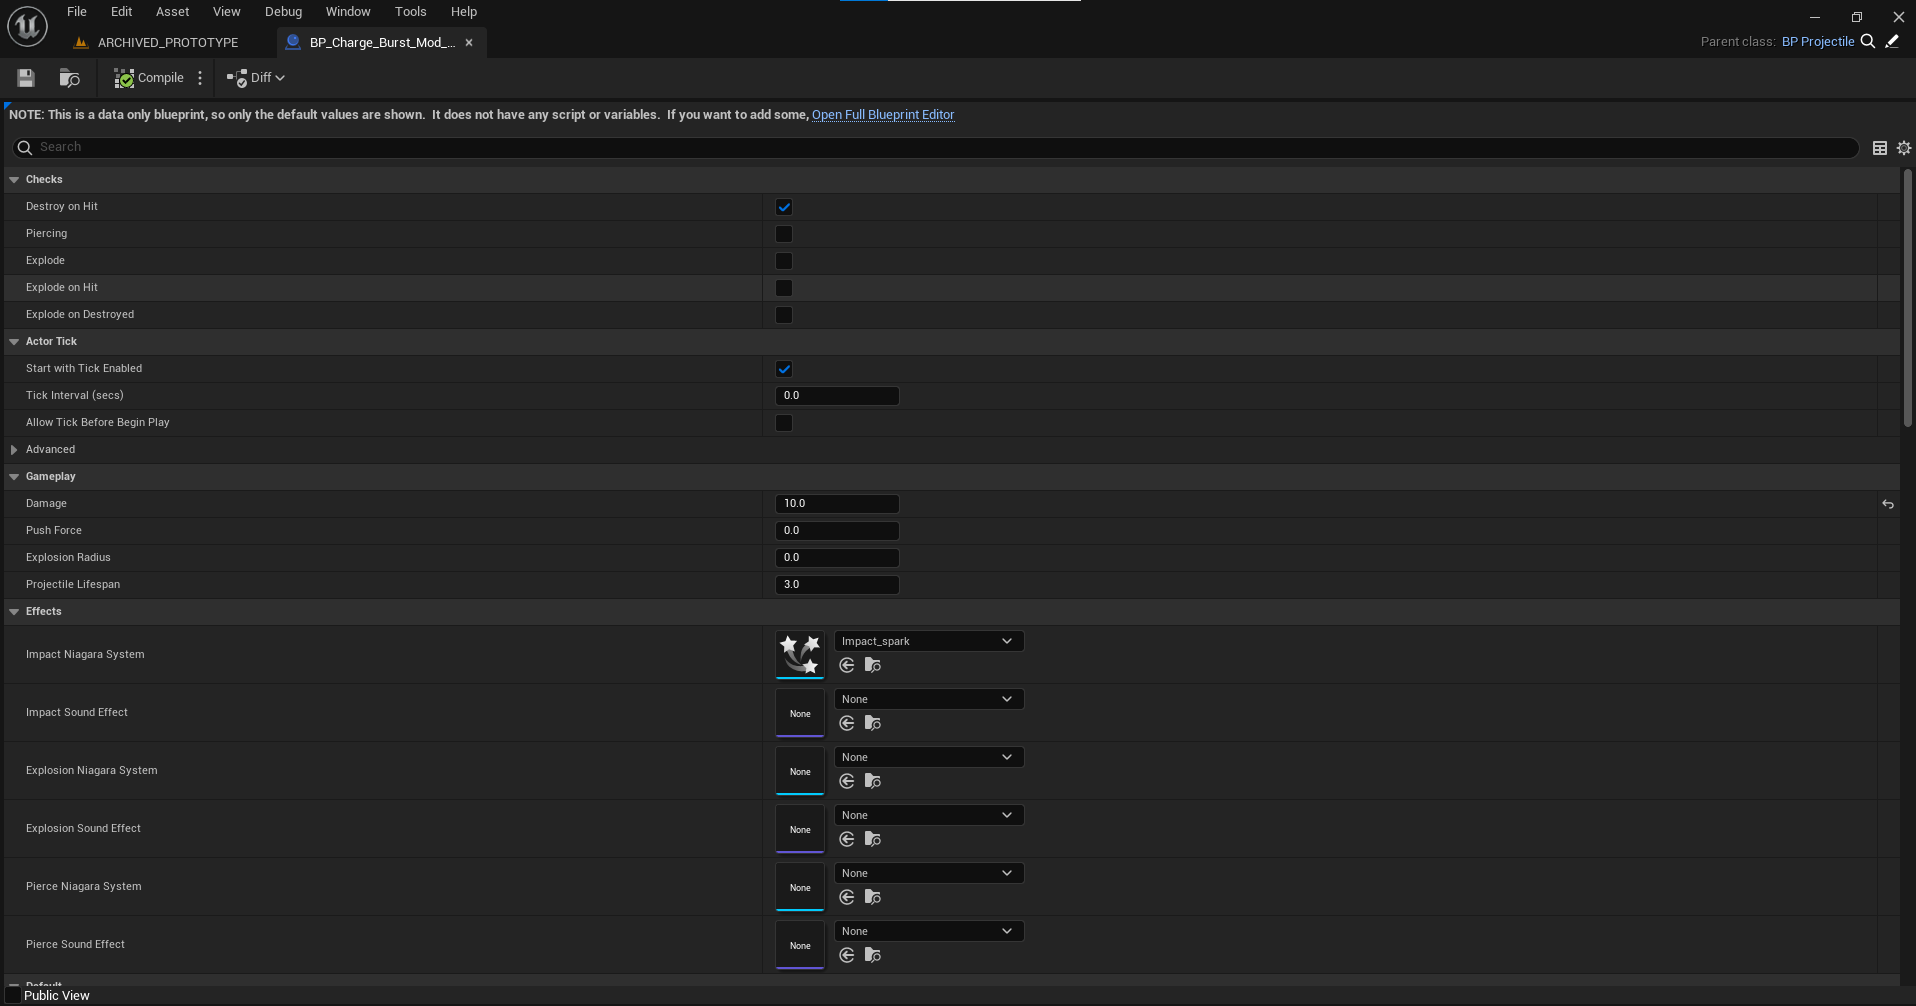 File Edit Asset View Debug Window Tools Help
ARCHIVED_PROTOTYPE BP_Charge_Burst_Mod_... Parent class: BP Projectile
Compile Diff
NOTE: This is a data only blueprint, so only the default values are shown. It does not have any script or variables. If you want to add some, Open Full Blueprint Editor
Search
Checks
Destroy on Hit
Piercing
Explode
Explode on Hit
Explode on Destroyed
Actor Tick
Start with Tick Enabled
Tick Interval (secs) 0.0
Allow Tick Before Begin Play
Advanced
Gameplay
Damage 10.0
Push Force 0.0
Explosion Radius 0.0
Projectile Lifespan 3.0
Effects
Impact Niagara System Impact_spark
Impact Sound Effect None None
Explosion Niagara System None None
Explosion Sound Effect None None
Pierce Niagara System None None
Pierce Sound Effect None None
Default
Public View